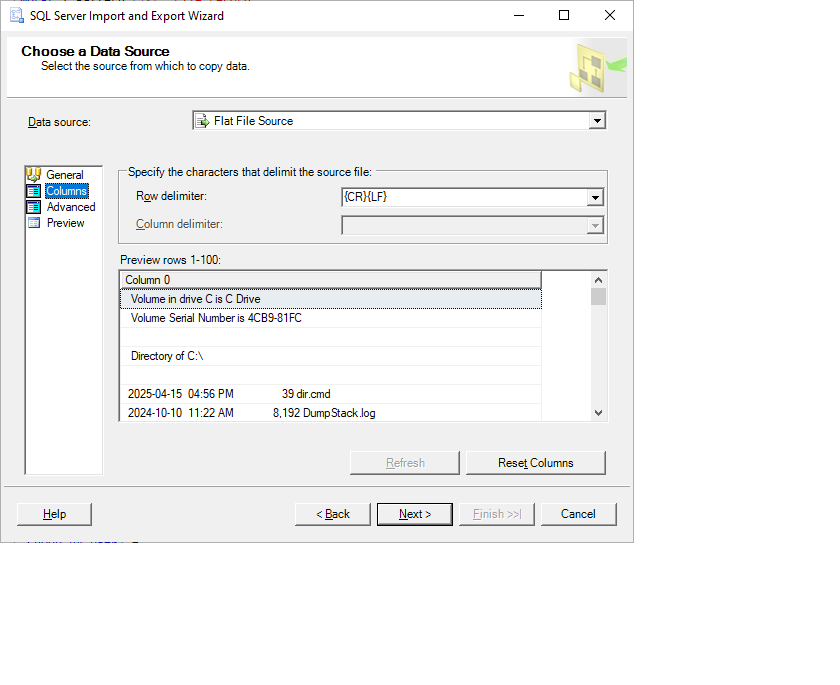 SQL Server Import and Export Wizard
Choose a Data Source
Select the source from which to copy data.
Data source:
Flat File Source
General
Columns
Advanced
Preview
Specify the characters that delimit the source file:
Row delimiter:
{CR}{LF}
Column delimiter:
Preview rows 1-100:
Column 0
Volume in drive C is C Drive
Volume Serial Number is 4CB9-81FC
Directory of C:\
2025-04-15 04:56 PM 39 dir.cmd
2024-10-10 11:22 AM 8,192 DumpStack.log
Refresh
Reset Columns
Help
< Back
Next >
Finish >>|
Cancel